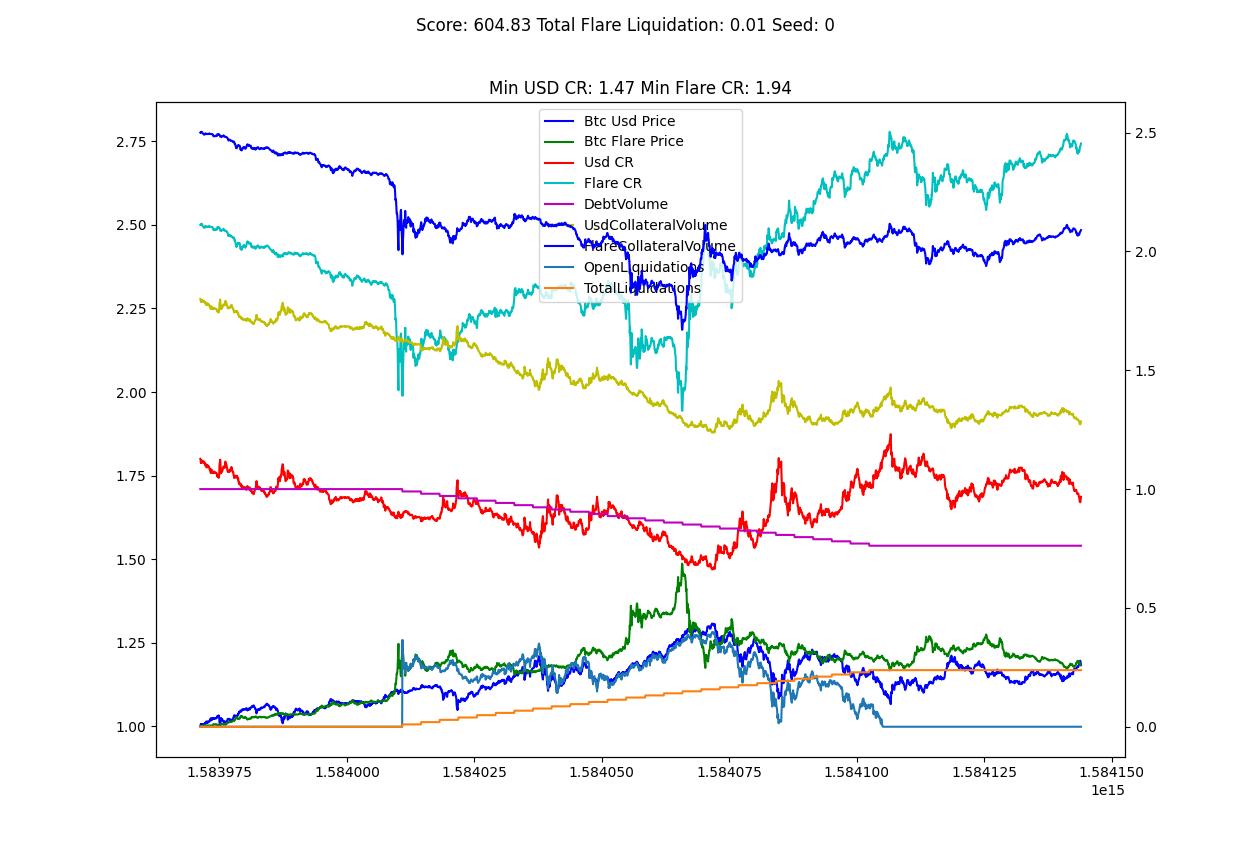 Score: 604.83 Total Flare Liquidation: 0.01 Seed: 0
Min USD CR: 1.47 Min Flare CR: 1.94
Btc Usd Price
Btc Flare Price
Usd CR
Flare CR
DebtVolume
UsdCollateralVolume
FlareCollateralVolume
OpenLiquidations
TotalLiquidations
2.75
2.50
2.25
2.00
1.75
1.50
1.25
1.00
2.5
2.0
1.5
1.0
0.5
0.0
1.583975 1.584000 1.584025 1.584050 1.584075 1.584100 1.584125 1.584150
1e15